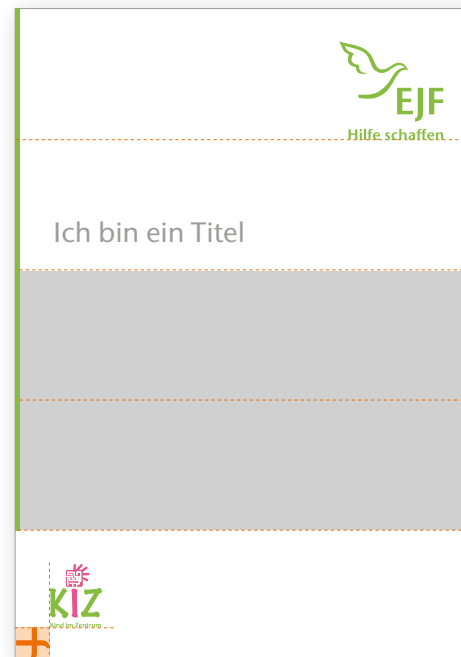 EJF
Hilfe schaffen
Ich bin ein Titel
KIZ
Kind im Zentrum